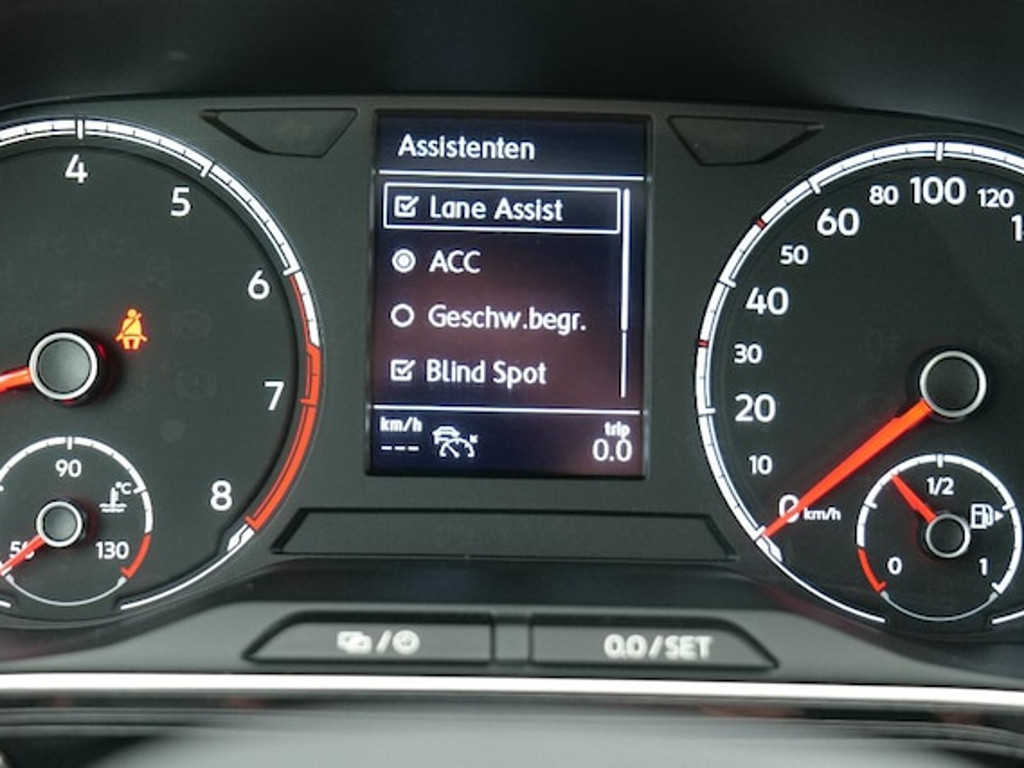 4
5
6
7
8
90
°C
50
130
Assistenten
Lane Assist
ACC
Geschw.begr.
Blind Spot
km/h
---
trip
0.0
0
10
20
30
40
50
60
80
100
120
km/h
1/2
0
1
0.0/SET